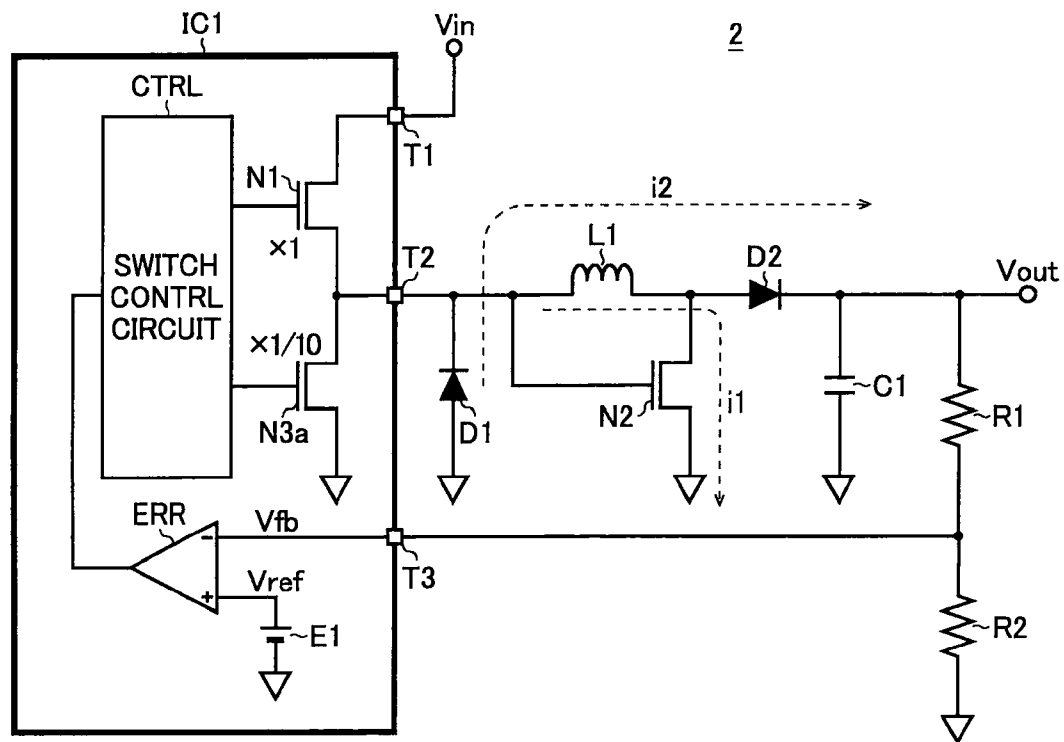 IC1
Vin
2
CTRL
T1
N1
×1
i2
L1
D2
T2
Vout
SWITCH
CONTRL
CIRCUIT
×1/10
N3a
D1
N2
i1
C1
R1
ERR
Vfb
-
T3
Vref
+
E1
R2